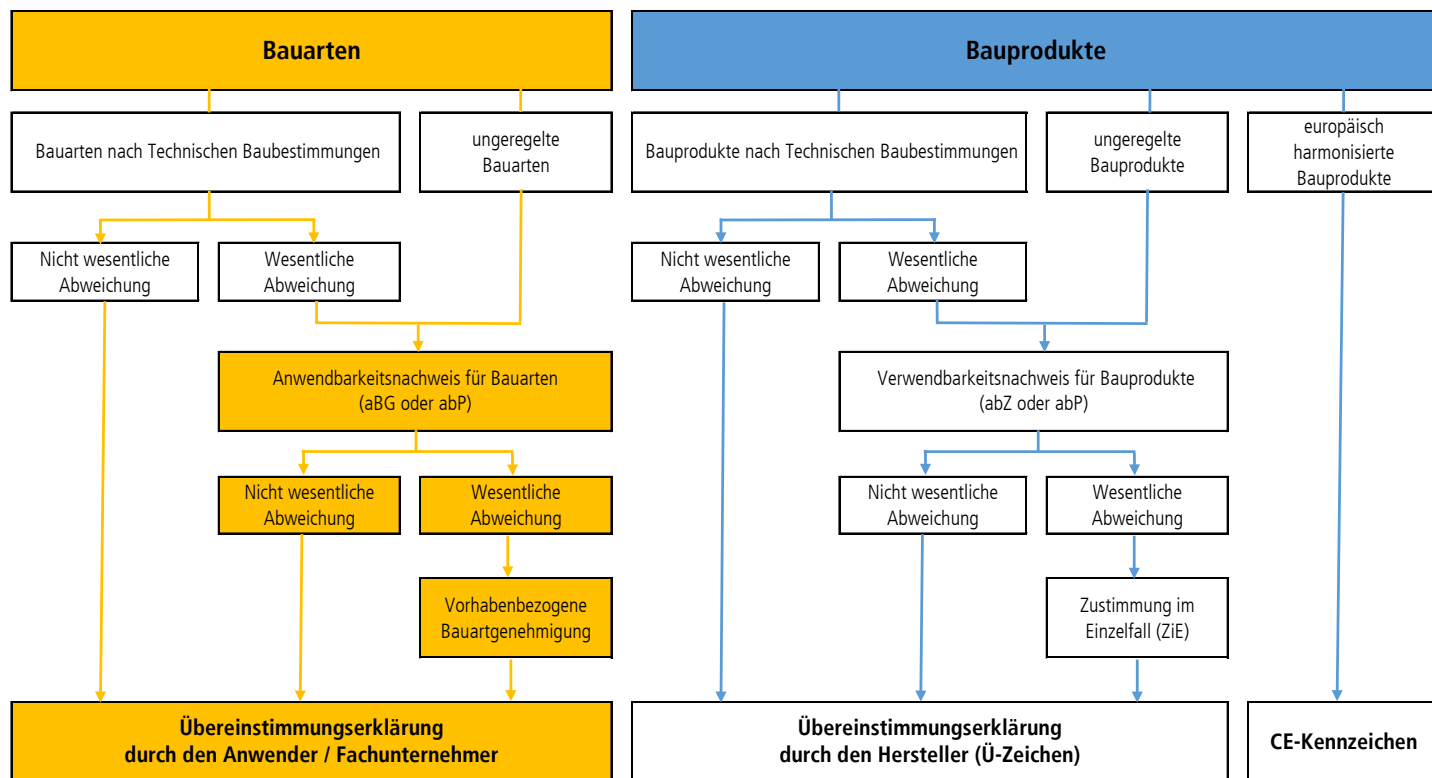 Bauarten
Bauprodukte
Bauarten nach Technischen Baubestimmungen
ungeregelte
Bauarten
Bauprodukte nach Technischen Baubestimmungen
ungeregelte
Bauprodukte
europäisch
harmonisierte
Bauprodukte
Nicht wesentliche
Abweichung
Wesentliche
Abweichung
Nicht wesentliche
Abweichung
Wesentliche
Abweichung
Anwendbarkeitsnachweis für Bauarten
(aBG oder abP)
Verwendbarkeitsnachweis für Bauprodukte
(abZ oder abP)
Nicht wesentliche
Abweichung
Wesentliche
Abweichung
Nicht wesentliche
Abweichung
Wesentliche
Abweichung
Vorhabenbezogene
Bauartgenehmigung
Zustimmung im
Einzelfall (ZiE)
Übereinstimmungserklärung
durch den Anwender / Fachunternehmer
Übereinstimmungserklärung
durch den Hersteller (Ü-Zeichen)
CE-Kennzeichen